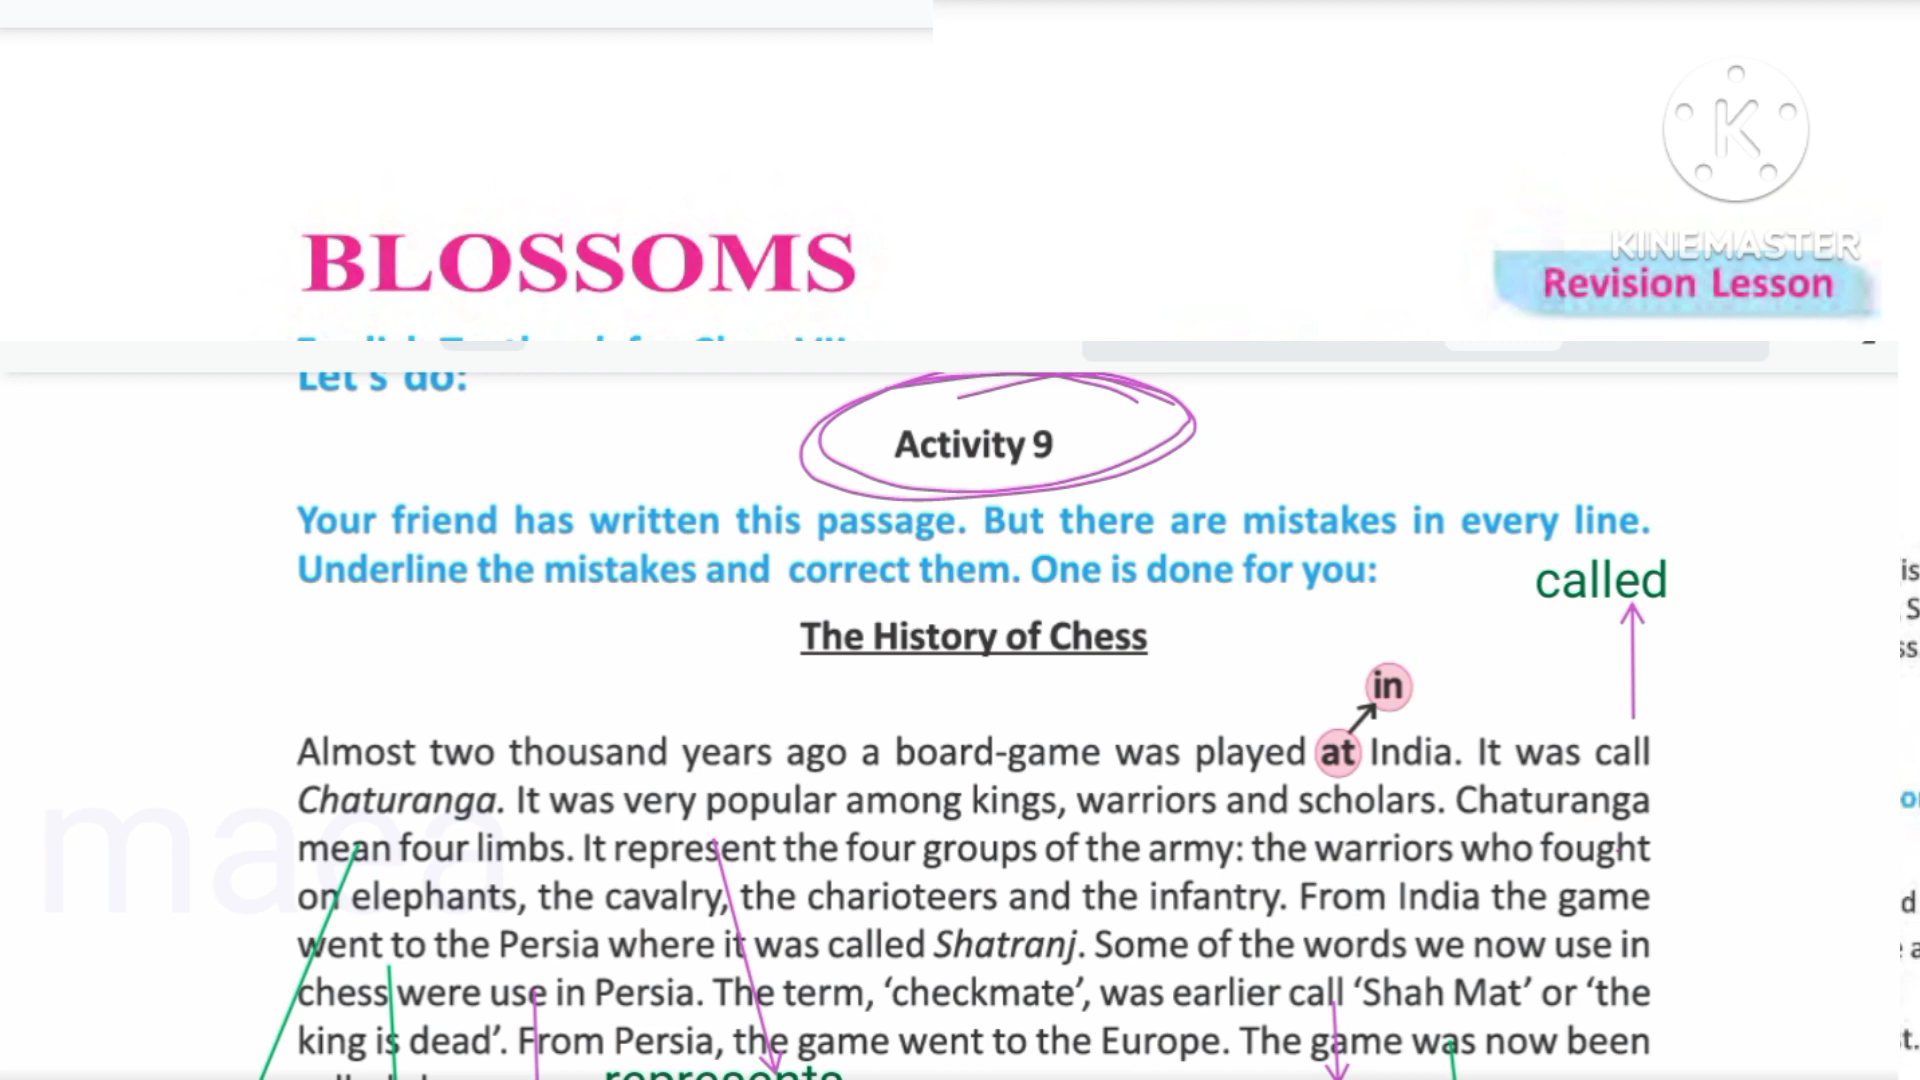 K
KINEMASTER
BLOSSOMS
Revision Lesson
Let's do:
Activity 9
Your friend has written this passage. But there are mistakes in every line.
Underline the mistakes and correct them. One is done for you:
called
The History of Chess
in
Almost two thousand years ago a board-game was played at India. It was call
Chaturanga. It was very popular among kings, warriors and scholars. Chaturanga
mean four limbs. It represent the four groups of the army: the warriors who fought
on elephants, the cavalry, the charioteers and the infantry. From India the game
went to the Persia where it was called Shatranj. Some of the words we now use in
chess were use in Persia. The term, ‘checkmate’, was earlier call ‘Shah Mat’ or ‘the
king is dead’. From Persia, the game went to the Europe. The game was now been
represents